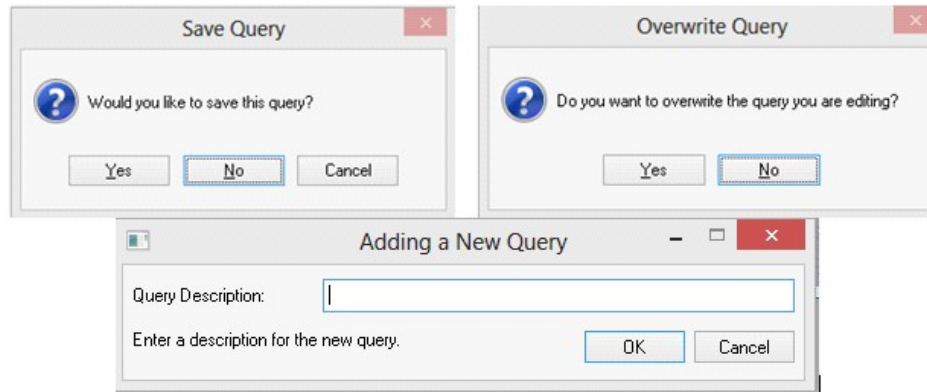 Save Query
Would you like to save this query?
Yes
No
Cancel
Overwrite Query
Do you want to overwrite the query you are editing?
Yes
No
Adding a New Query
Query Description:
Enter a description for the new query.
OK
Cancel